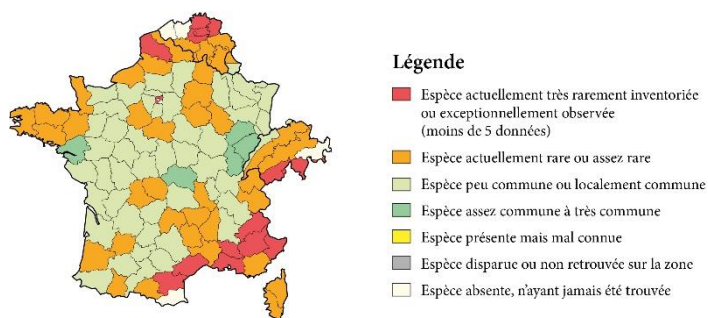 Légende
Espèce actuellement très rarement inventoriée
ou exceptionnellement observée
(moins de 5 données)
Espèce actuellement rare ou assez rare
Espèce peu commune ou localement commune
Espèce assez commune à très commune
Espèce présente mais mal connue
Espèce disparue ou non retrouvée sur la zone
Espèce absente, n'ayant jamais été trouvée